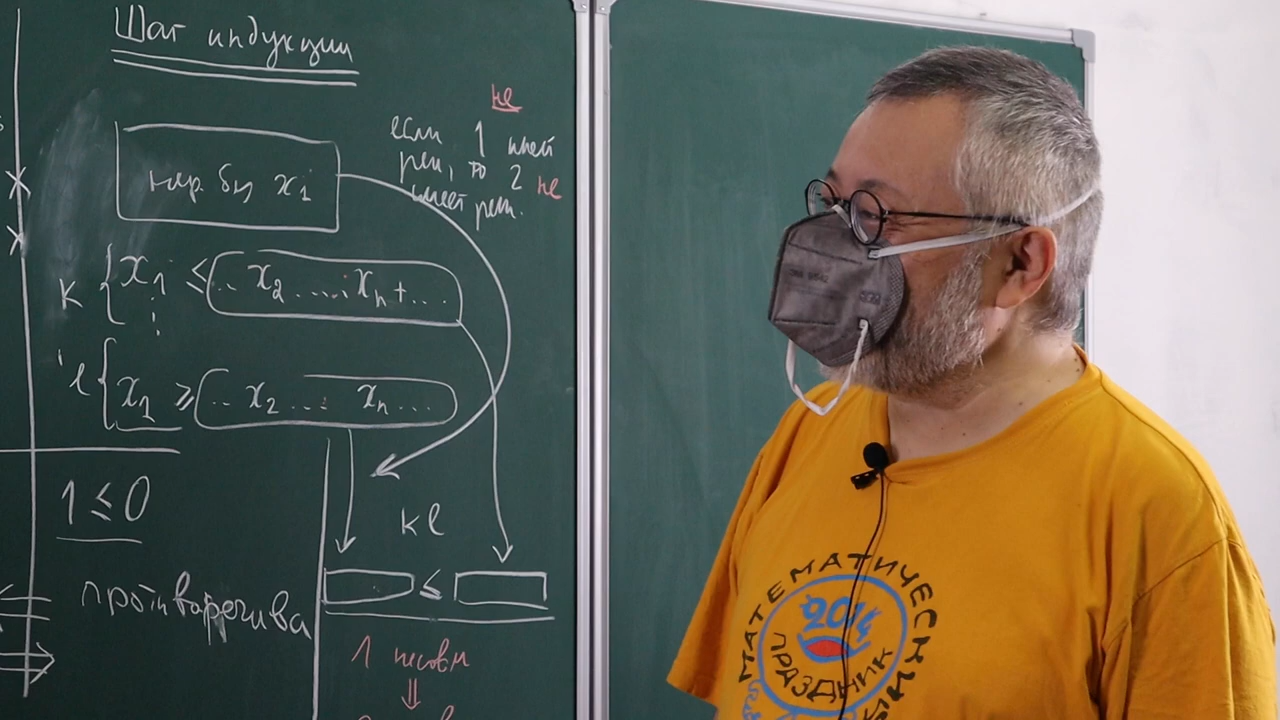 Шаг индукции
не
если 1 имеет
реш, то 2 не
имеет реш.
нер. без x₁
к { x₁ ≤ (.. x₂ ....; xₙ + ...
⋮
l { x₁ ≥ (.. x₂ ...: xₙ ...
1 ≤ 0
к l
≤
противоречива
1 несовм
⇓
МАТЕМАТИЧЕСКИЙ
2014
ПРАЗДНИК